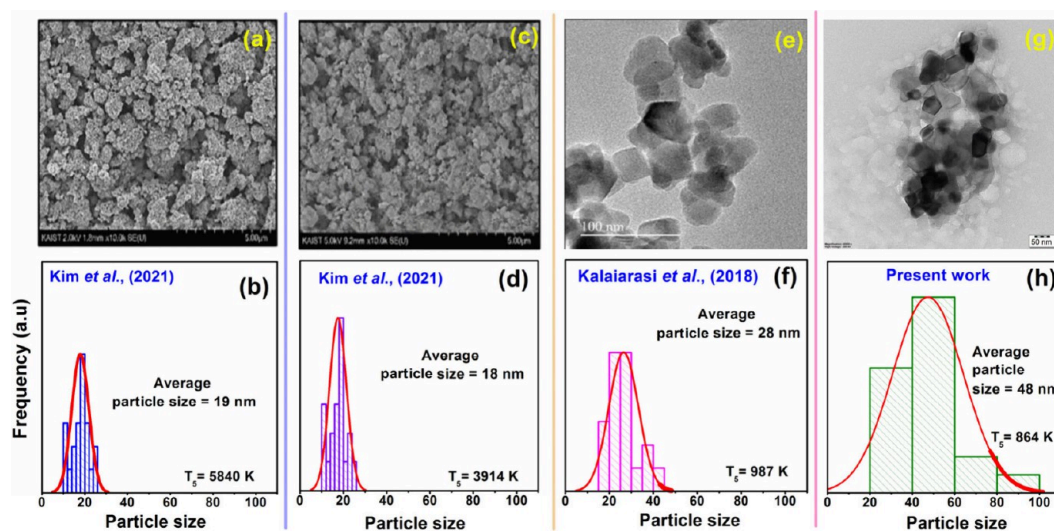 (a)
KAIST 2.0kV 1.8mm x10.0k SE(U)
5.00µm
(c)
KAIST 5.0kV 9.2mm x10.0k SE(U)
5.00µm
(e)
100 nm
(g)
50 nm
Frequency (a.u)
Kim et al., (2021)
(b)
Average
particle size = 19 nm
T5= 5840 K
0 20 40 60 80 100
Particle size
Kim et al., (2021)
(d)
Average
particle size = 18 nm
T5= 3914 K
0 20 40 60 80 100
Particle size
Kalaiarasi et al. (2018)
(f)
Average
particle size = 28 nm
T5= 987 K
0 20 40 60 80 100
Particle size
Present work
(h)
Average
particle
size = 48 nm
T5= 864 K
0 20 40 60 80 100
Particle size